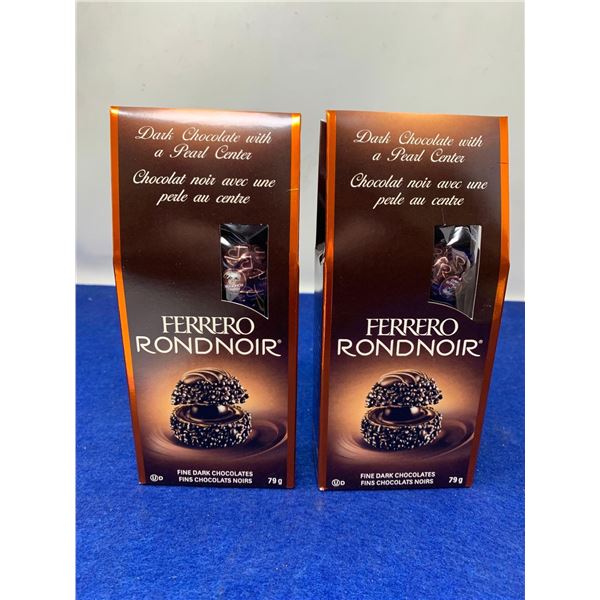 Dark Chocolate with
a Pearl Center
Chocolat noir avec une
perle au centre
FERRERO
RONDNOIR®
FINE DARK CHOCOLATES
FINS CHOCOLATS NOIRS
79 g
U D
Dark Chocolate with
a Pearl Center
Chocolat noir avec une
perle au centre
FERRERO
RONDNOIR®
FINE DARK CHOCOLATES
FINS CHOCOLATS NOIRS
79 g
U D